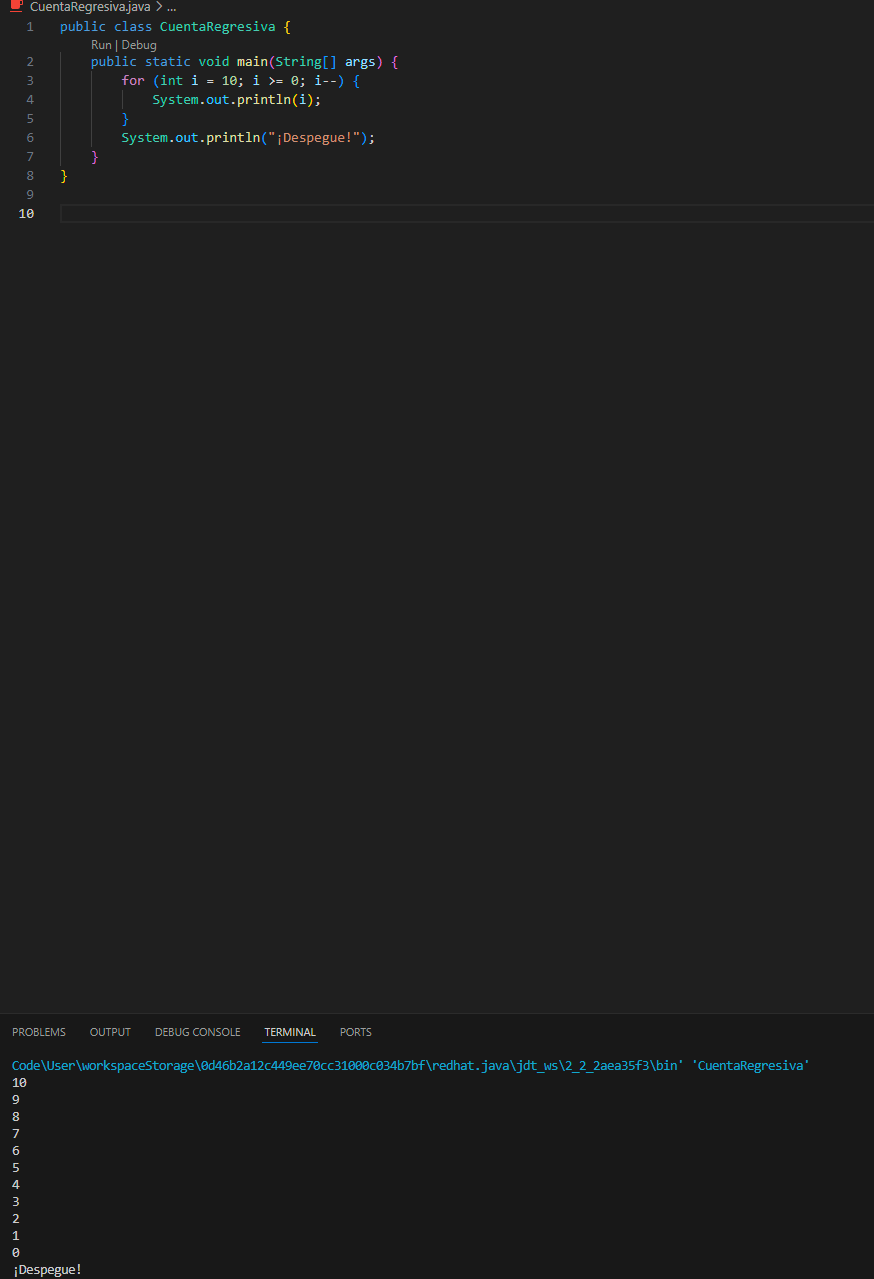 CuentaRegresiva.java > ...
1 public class CuentaRegresiva {
Run | Debug
2 public static void main(String[] args) {
3 for (int i = 10; i >= 0; i--) {
4 System.out.println(i);
5 }
6 System.out.println("¡Despegue!");
7 }
8 }
9
10
PROBLEMS OUTPUT DEBUG CONSOLE TERMINAL PORTS
Code\User\workspaceStorage\0d46b2a12c449ee70cc31000c034b7bf\redhat.java\jdt_ws\2_2_2aea35f3\bin' 'CuentaRegresiva'
10
9
8
7
6
5
4
3
2
1
0
¡Despegue!